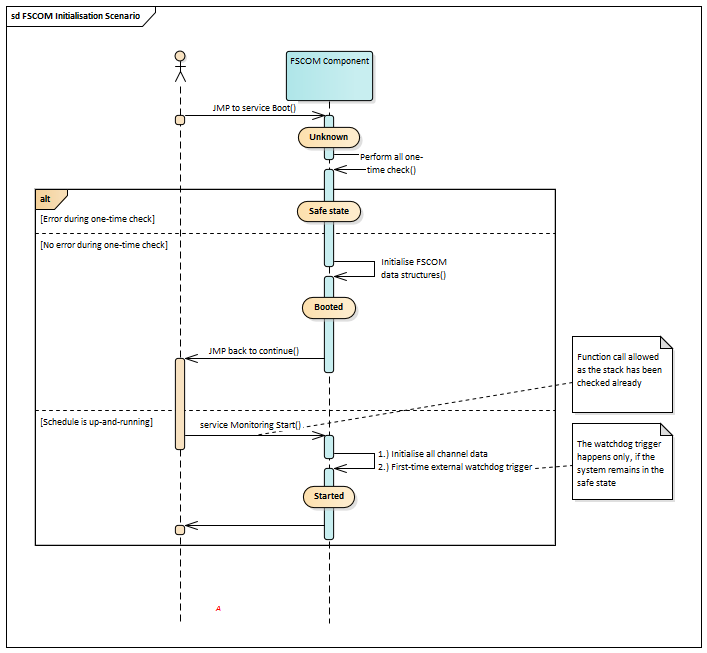 sd FSCOM Initialisation Scenario
FSCOM Component
JMP to service Boot()
Unknown
Perform all one-
time check()
alt
[Error during one-time check]
Safe state
[No error during one-time check]
Initialise FSCOM
data structures()
Booted
JMP back to continue()
Function call allowed
as the stack has been
checked already
[Schedule is up-and-running]
service Monitoring Start()
1.) Initialise all channel data
2.) First-time external watchdog trigger
The watchdog trigger
happens only, if the
system remains in the
safe state
Started
A